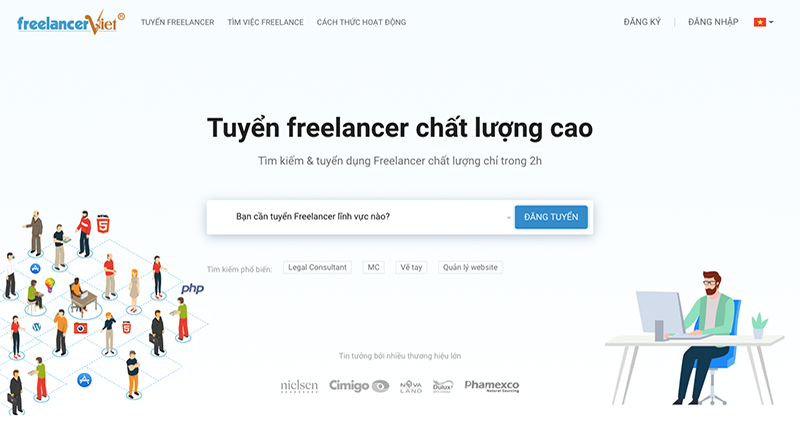 freelancerViet®
TUYỂN FREELANCER
TÌM VIỆC FREELANCE
CÁCH THỨC HOẠT ĐỘNG
ĐĂNG KÝ
ĐĂNG NHẬP
Tuyển freelancer chất lượng cao
Tìm kiếm & tuyển dụng Freelancer chất lượng chỉ trong 2h
Bạn cần tuyển Freelancer lĩnh vực nào?
ĐĂNG TUYỂN
Tìm kiếm phổ biến:
Legal Consultant
MC
Vẽ tay
Quản lý website
php
Tin tưởng bởi nhiều thương hiệu lớn
nielsen
Cimigo
NOVALAND
Dulux
Phamexco
Natural Sourcing